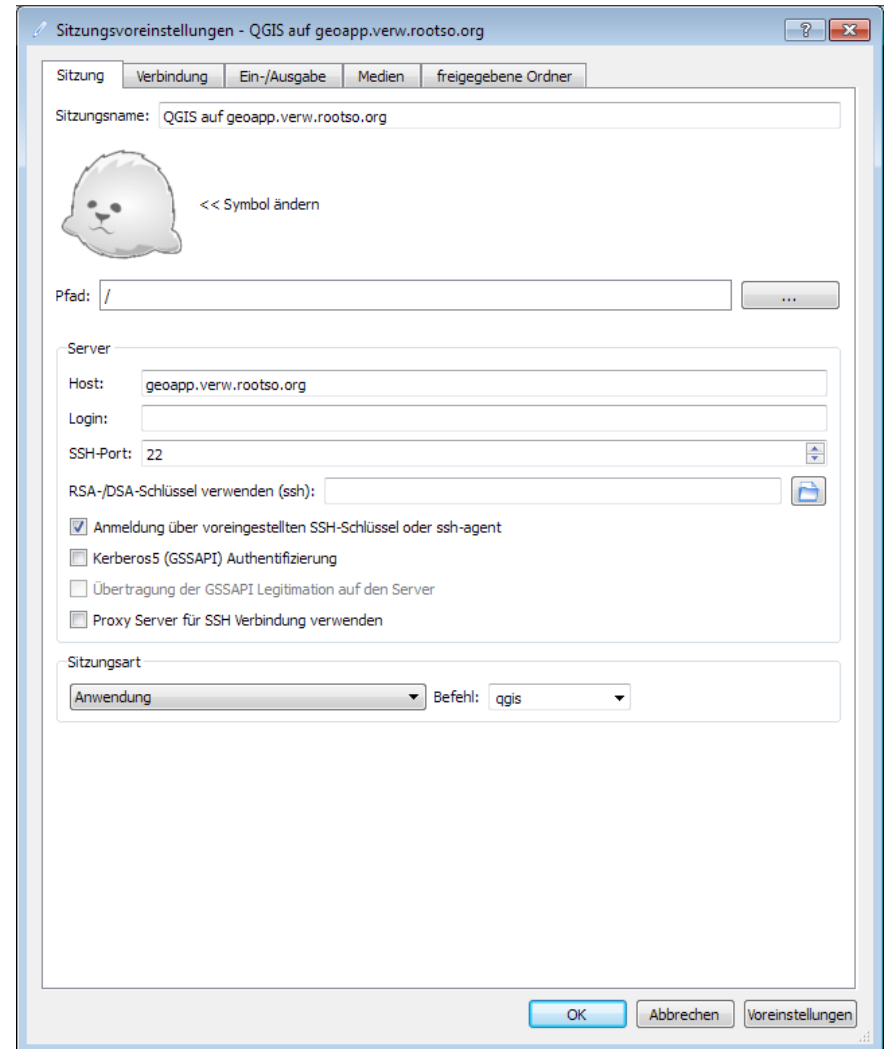 Sitzungsvoreinstellungen - QGIS auf geoapp.verw.rootso.org
Sitzung Verbindung Ein-/Ausgabe Medien freigegebene Ordner
Sitzungsname: QGIS auf geoapp.verw.rootso.org
<< Symbol ändern
Pfad: / ...
Server
Host: geoapp.verw.rootso.org
Login:
SSH-Port: 22
RSA-/DSA-Schlüssel verwenden (ssh):
Anmeldung über voreingestellten SSH-Schlüssel oder ssh-agent
Kerberos5 (GSSAPI) Authentifizierung
Übertragung der GSSAPI Legitimation auf den Server
Proxy Server für SSH Verbindung verwenden
Sitzungsart
Anwendung Befehl: qgis
OK Abbrechen Voreinstellungen